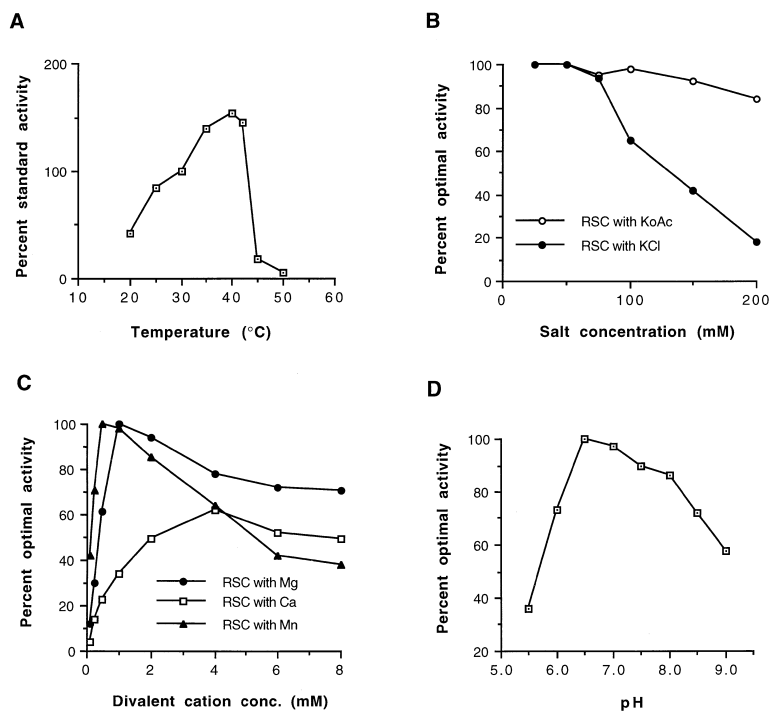 A
Percent standard activity
200
100
0
10 20 30 40 50 60
Temperature (°C)
B
Percent optimal activity
100
80
60
40
20
0
RSC with KoAc
RSC with KCl
0 100 200
Salt concentration (mM)
C
Percent optimal activity
100
80
60
40
20
0
RSC with Mg
RSC with Ca
RSC with Mn
0 2 4 6 8
Divalent cation conc. (mM)
D
Percent optimal activity
100
80
60
40
20
5.0 6.0 7.0 8.0 9.0
pH